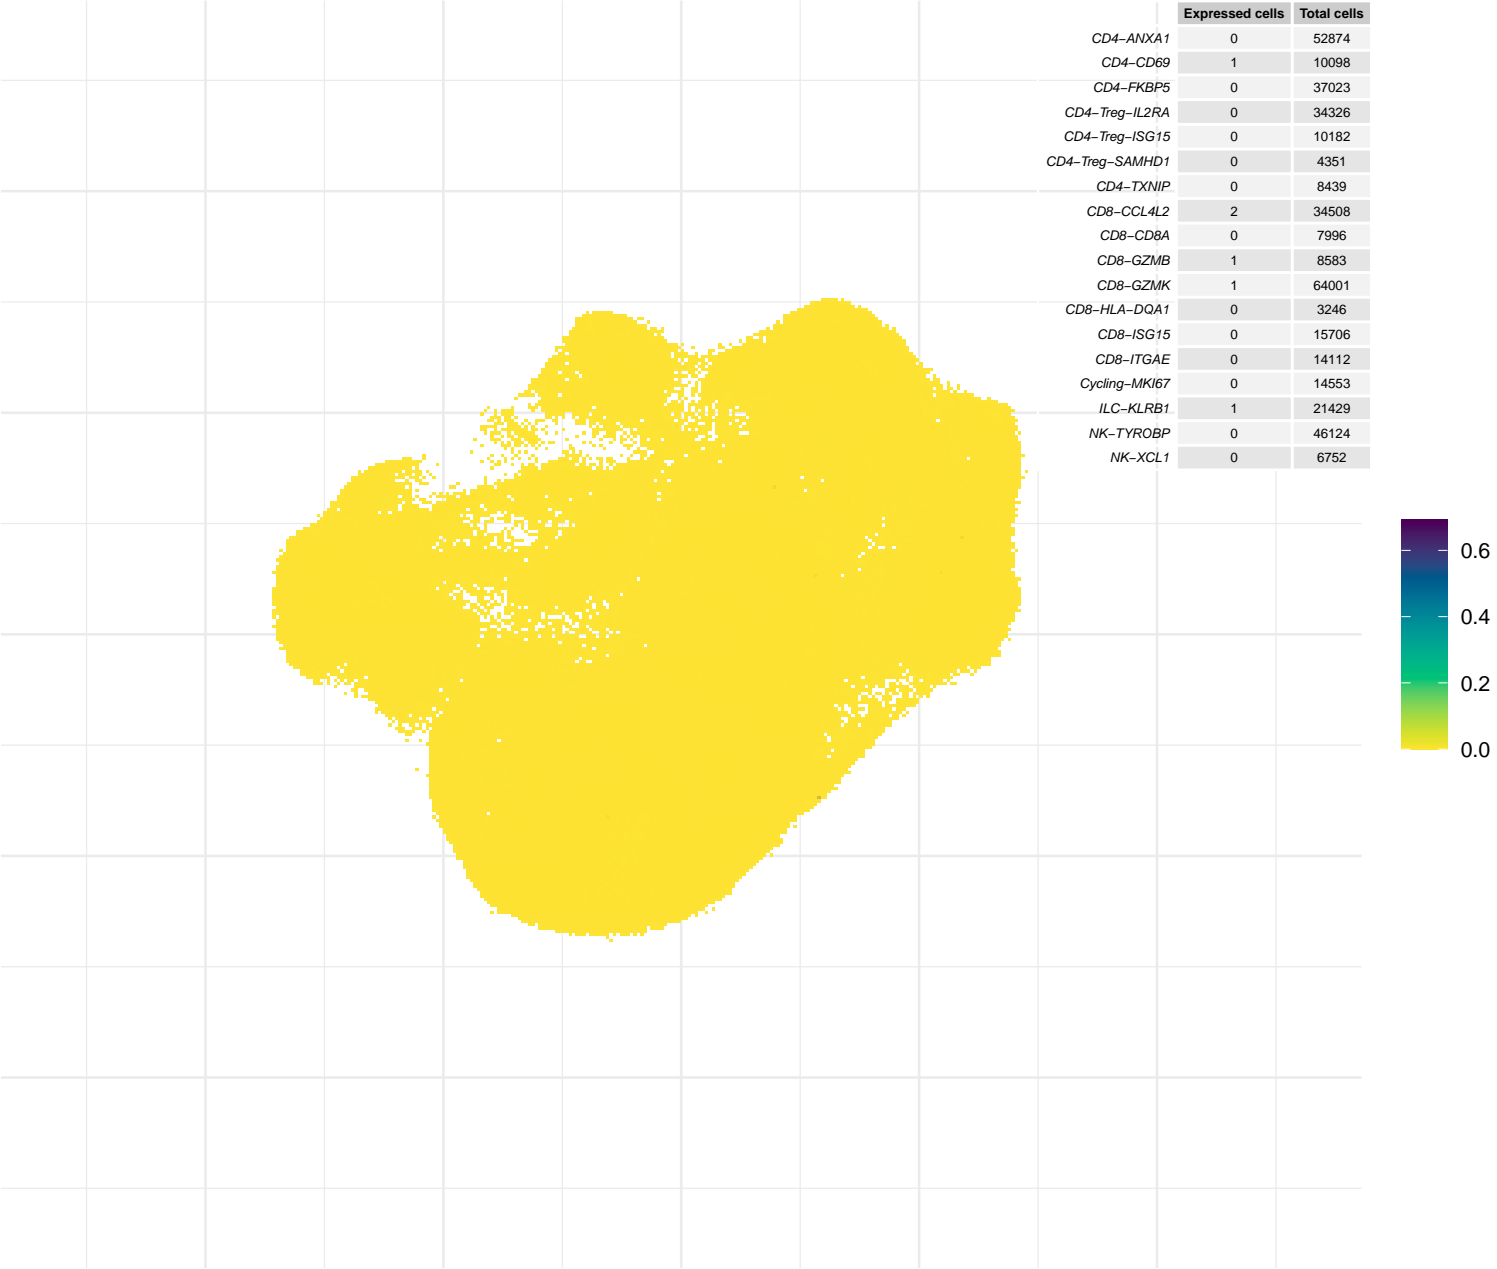 Expressed cells Total cells
CD4−ANXA1 0 52874
CD4−CD69 1 10098
CD4−FKBP5 0 37023
CD4−Treg−IL2RA 0 34326
CD4−Treg−ISG15 0 10182
CD4−Treg−SAMHD1 0 4351
CD4−TXNIP 0 8439
CD8−CCL4L2 2 34508
CD8−CD8A 0 7996
CD8−GZMB 1 8583
CD8−GZMK 1 64001
CD8−HLA−DQA1 0 3246
CD8−ISG15 0 15706
CD8−ITGAE 0 14112
Cycling−MKI67 0 14553
ILC−KLRB1 1 21429
NK−TYROBP 0 46124
NK−XCL1 0 6752
0.6
0.4
0.2
0.0